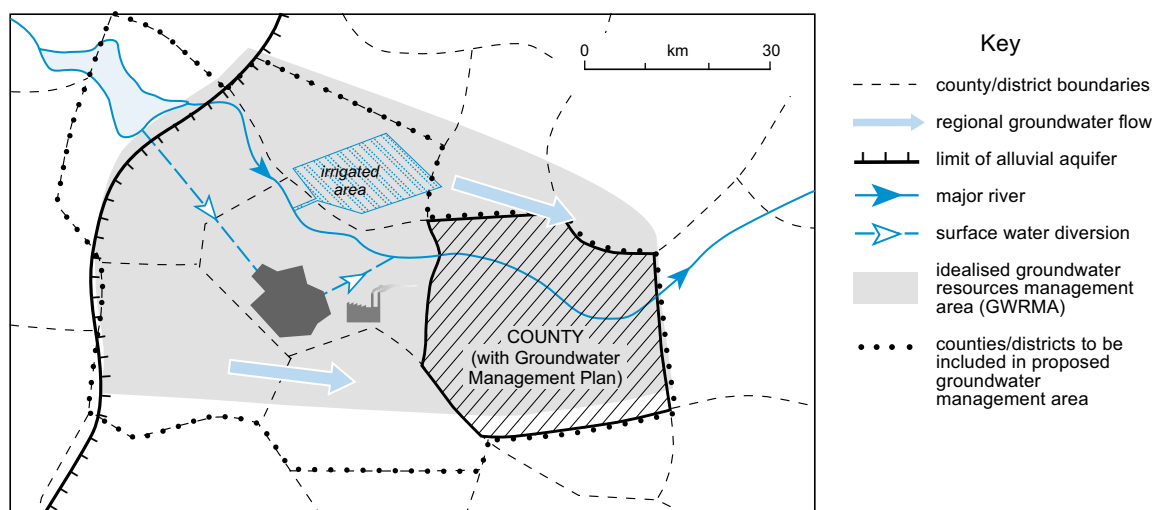 0 km 30
irrigated
area
COUNTY
(with Groundwater
Management Plan)
Key
county/district boundaries
regional groundwater flow
limit of alluvial aquifer
major river
surface water diversion
idealised groundwater
resources management
area (GWRMA)
counties/districts to be
included in proposed
groundwater
management area